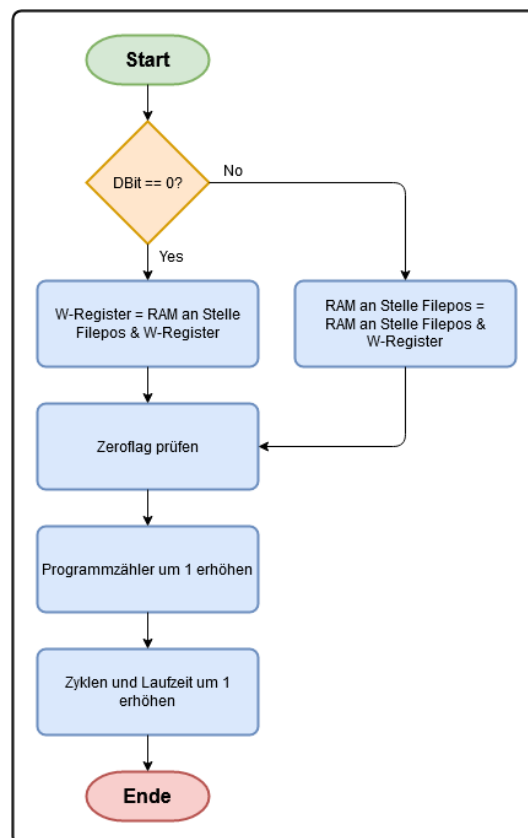 Start
DBit == 0?
No
Yes
W-Register = RAM an Stelle
Filepos & W-Register
RAM an Stelle Filepos =
RAM an Stelle Filepos &
W-Register
Zeroflag prüfen
Programmzähler um 1 erhöhen
Zyklen und Laufzeit um 1
erhöhen
Ende